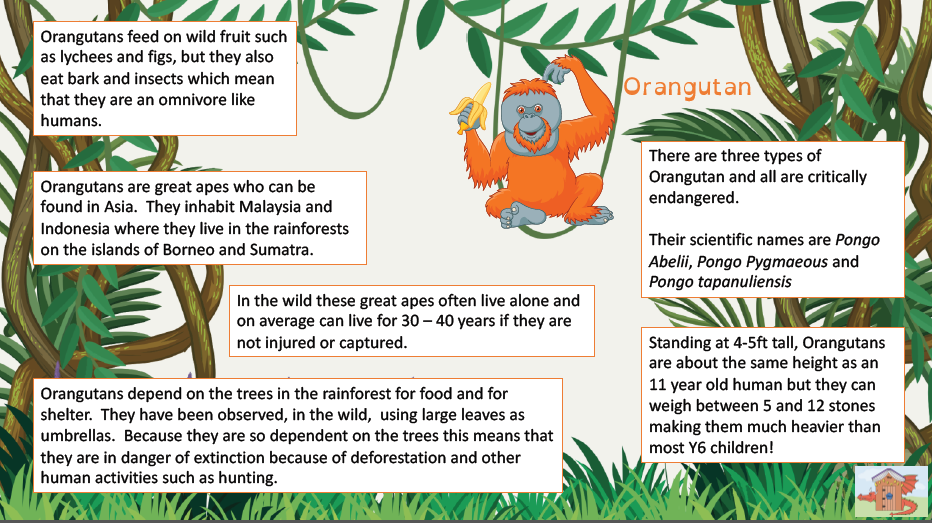 Orangutan
Orangutans feed on wild fruit such
as lychees and figs, but they also
eat bark and insects which mean
that they are an omnivore like
humans.
Orangutans are great apes who can be
found in Asia.  They inhabit Malaysia and
Indonesia where they live in the rainforests
on the islands of Borneo and Sumatra.
In the wild these great apes often live alone and
on average can live for 30 – 40 years if they are
not injured or captured.
Orangutans depend on the trees in the rainforest for food and for
shelter.  They have been observed, in the wild,  using large leaves as
umbrellas.  Because they are so dependent on the trees this means that
they are in danger of extinction because of deforestation and other
human activities such as hunting.
There are three types of
Orangutan and all are critically
endangered.
Their scientific names are Pongo
Abelii, Pongo Pygmaeous and
Pongo tapanuliensis
Standing at 4-5ft tall, Orangutans
are about the same height as an
11 year old human but they can
weigh between 5 and 12 stones
making them much heavier than
most Y6 children!